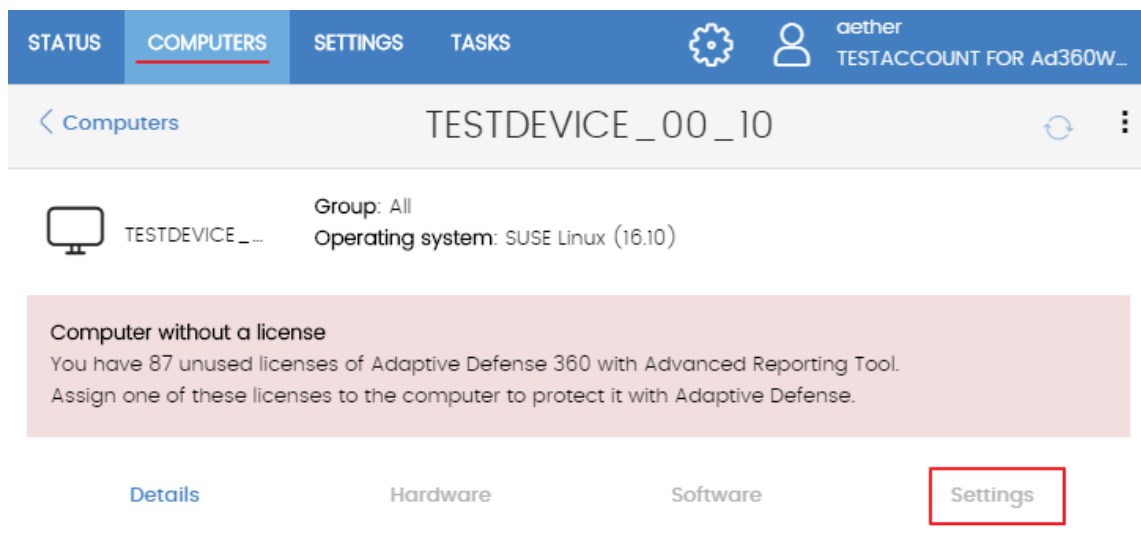 STATUS COMPUTERS SETTINGS TASKS aether
TESTACCOUNT FOR Ad360W...
Computers TESTDEVICE_00_10
Group: All
TESTDEVICE_... Operating system: SUSE Linux (16.10)
Computer without a license
You have 87 unused licenses of Adaptive Defense 360 with Advanced Reporting Tool.
Assign one of these licenses to the computer to protect it with Adaptive Defense.
Details Hardware Software Settings